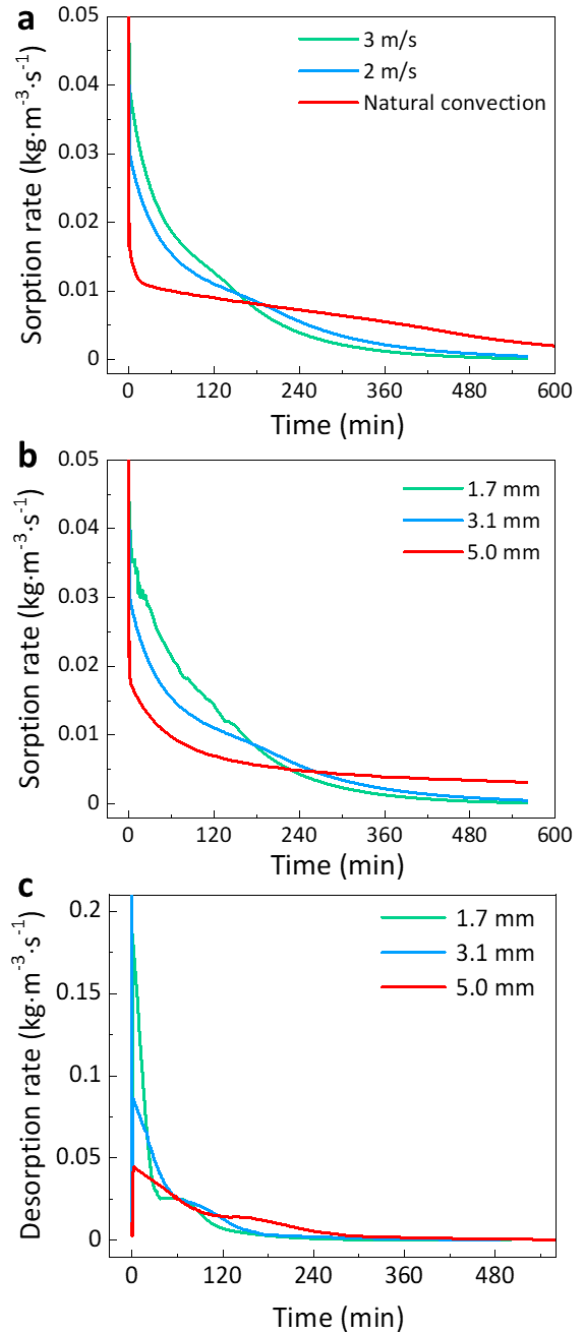 a
3 m/s
2 m/s
Natural convection
Sorption rate (kg·m⁻³·s⁻¹)
0.05
0.04
0.03
0.02
0.01
0
0 120 240 360 480 600
Time (min)
b
1.7 mm
3.1 mm
5.0 mm
Sorption rate (kg·m⁻³·s⁻¹)
0.05
0.04
0.03
0.02
0.01
0
0 120 240 360 480 600
Time (min)
c
1.7 mm
3.1 mm
5.0 mm
Desorption rate (kg·m⁻³·s⁻¹)
0.2
0.15
0.1
0.05
0
0 120 240 360 480
Time (min)